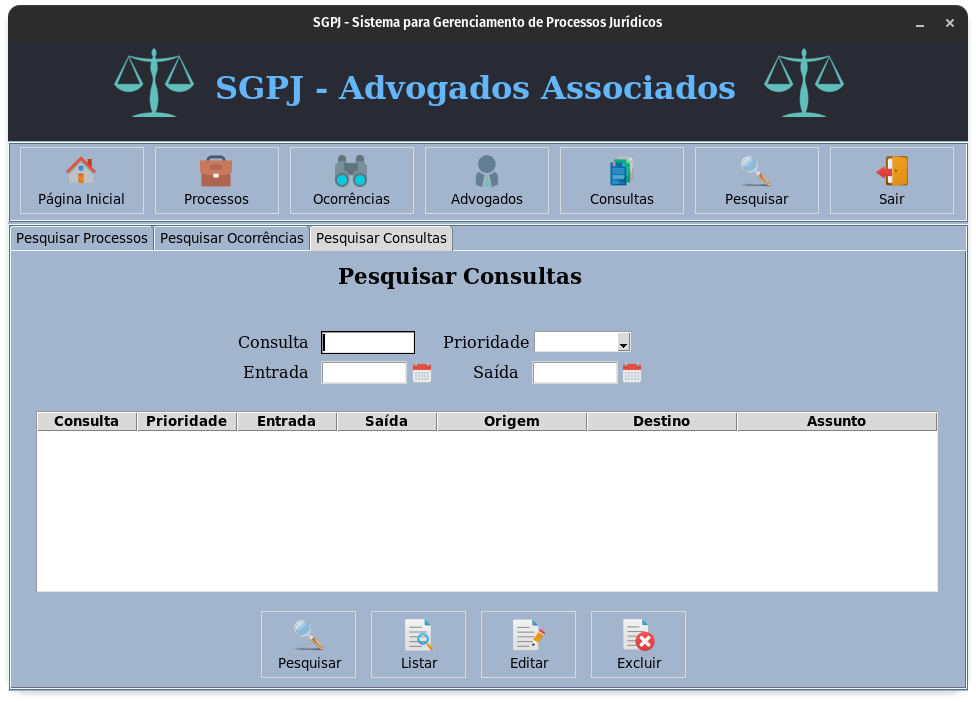 SGPJ - Sistema para Gerenciamento de Processos Jurídicos
SGPJ - Advogados Associados
Página Inicial Processos Ocorrências Advogados Consultas Pesquisar Sair
Pesquisar Processos Pesquisar Ocorrências Pesquisar Consultas
Pesquisar Consultas
Consulta Prioridade
Entrada Saída
Consulta Prioridade Entrada Saída Origem Destino Assunto
Pesquisar Listar Editar Excluir